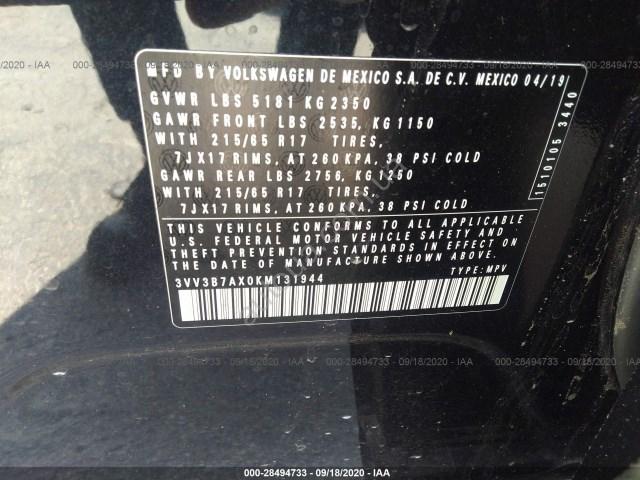 MFD BY VOLKSWAGEN DE MEXICO S.A. DE C.V. MEXICO 04/19
GVWR LBS 5181 KG 2350
GAWR FRONT LBS 2535, KG 1150
WITH 215/65 R17 TIRES,
7JX17 RIMS, AT 260 KPA, 38 PSI COLD
GAWR REAR LBS 2756, KG 1250
WITH 215/65 R17 TIRES,
7JX17 RIMS, AT 260 KPA, 38 PSI COLD
THIS VEHICLE CONFORMS TO ALL APPLICABLE
U.S. FEDERAL MOTOR VEHICLE SAFETY AND
THEFT PREVENTION STANDARDS IN EFFECT ON
THE DATE OF MANUFACTURE SHOWN ABOVE.
3VV3B7AX0KM131944
TYPE: MPV
1510105 3440
000-28494733 - 09/18/2020 - IAA